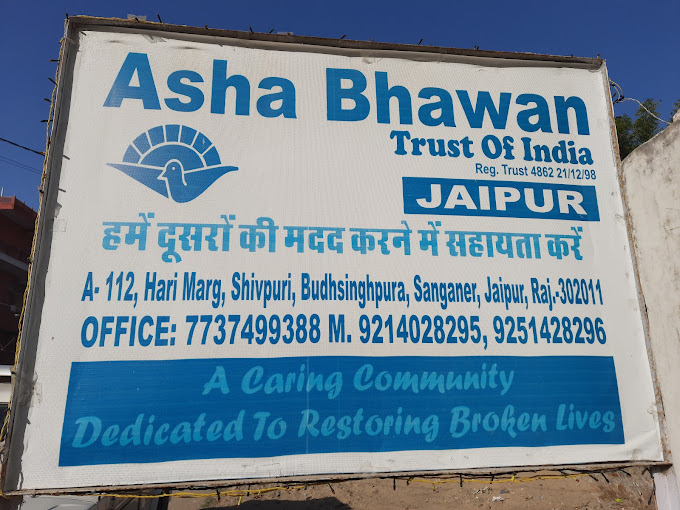 Asha Bhawan
Trust Of India
Reg. Trust 4862 21/12/98
JAIPUR
हमें दूसरों की मदद करने में सहायता करें
A- 112, Hari Marg, Shivpuri, Budhsinghpura, Sanganer, Jaipur, Raj.-302011
OFFICE: 7737499388 M. 9214028295, 9251428296
A Caring Community
Dedicated To Restoring Broken Lives